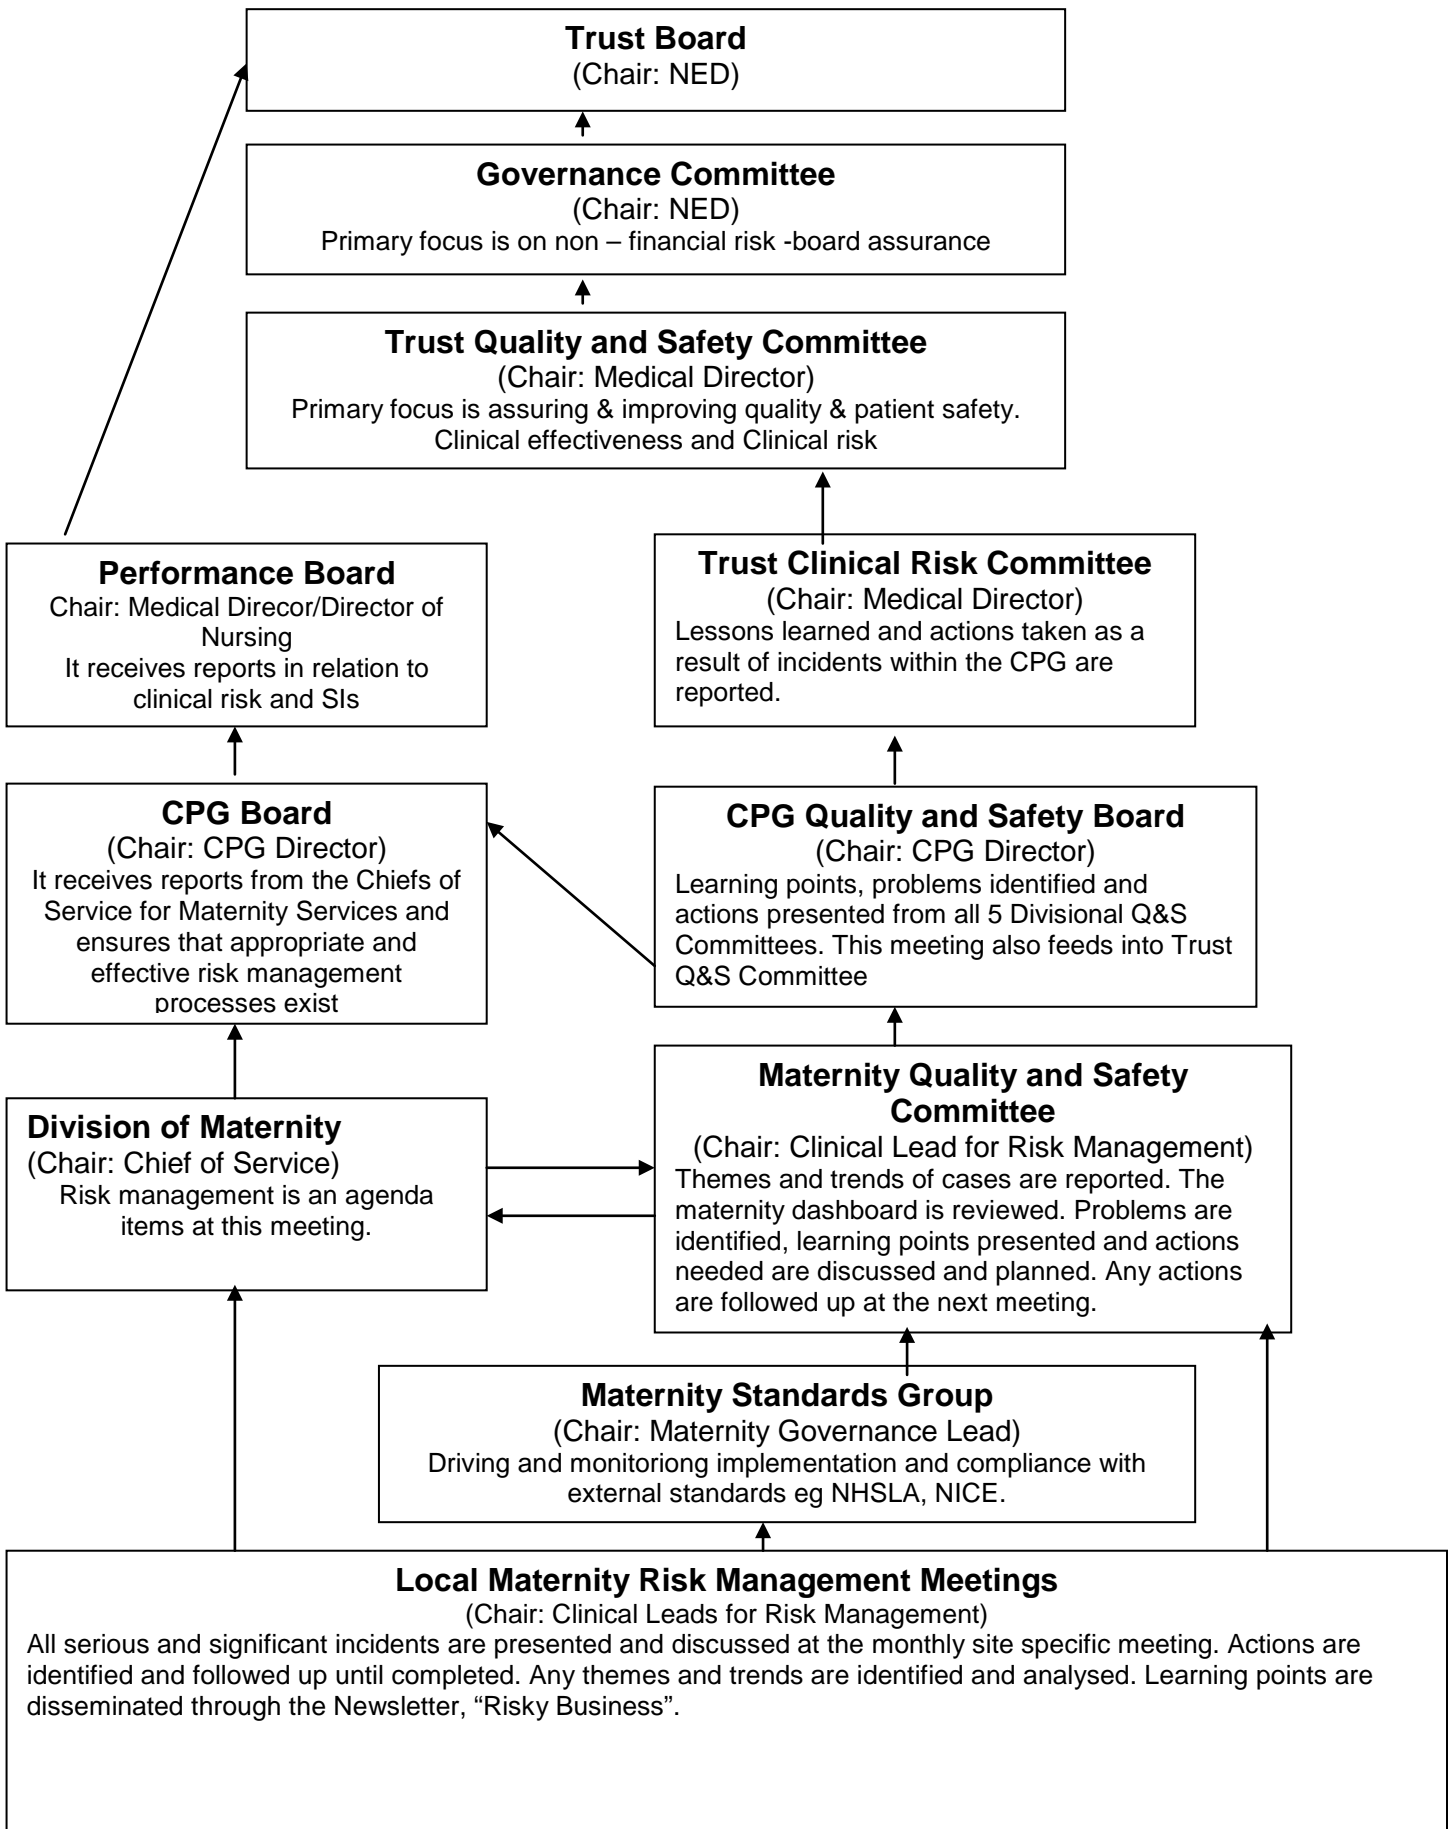 Trust Board
(Chair: NED)
Governance Committee
(Chair: NED)
Primary focus is on non – financial risk -board assurance
Trust Quality and Safety Committee
(Chair: Medical Director)
Primary focus is assuring & improving quality & patient safety.
Clinical effectiveness and Clinical risk
Performance Board
Chair: Medical Direcor/Director of
Nursing
It receives reports in relation to
clinical risk and SIs
Trust Clinical Risk Committee
(Chair: Medical Director)
Lessons learned and actions taken as a
result of incidents within the CPG are
reported.
CPG Board
(Chair: CPG Director)
It receives reports from the Chiefs of
Service for Maternity Services and
ensures that appropriate and
effective risk management
processes exist
CPG Quality and Safety Board
(Chair: CPG Director)
Learning points, problems identified and
actions presented from all 5 Divisional Q&S
Committees. This meeting also feeds into Trust
Q&S Committee
Division of Maternity
(Chair: Chief of Service)
Risk management is an agenda
items at this meeting.
Maternity Quality and Safety
Committee
(Chair: Clinical Lead for Risk Management)
Themes and trends of cases are reported. The
maternity dashboard is reviewed. Problems are
identified, learning points presented and actions
needed are discussed and planned. Any actions
are followed up at the next meeting.
Maternity Standards Group
(Chair: Maternity Governance Lead)
Driving and monitoriong implementation and compliance with
external standards eg NHSLA, NICE.
Local Maternity Risk Management Meetings
(Chair: Clinical Leads for Risk Management)
All serious and significant incidents are presented and discussed at the monthly site specific meeting. Actions are
identified and followed up until completed. Any themes and trends are identified and analysed. Learning points are
disseminated through the Newsletter, “Risky Business”.